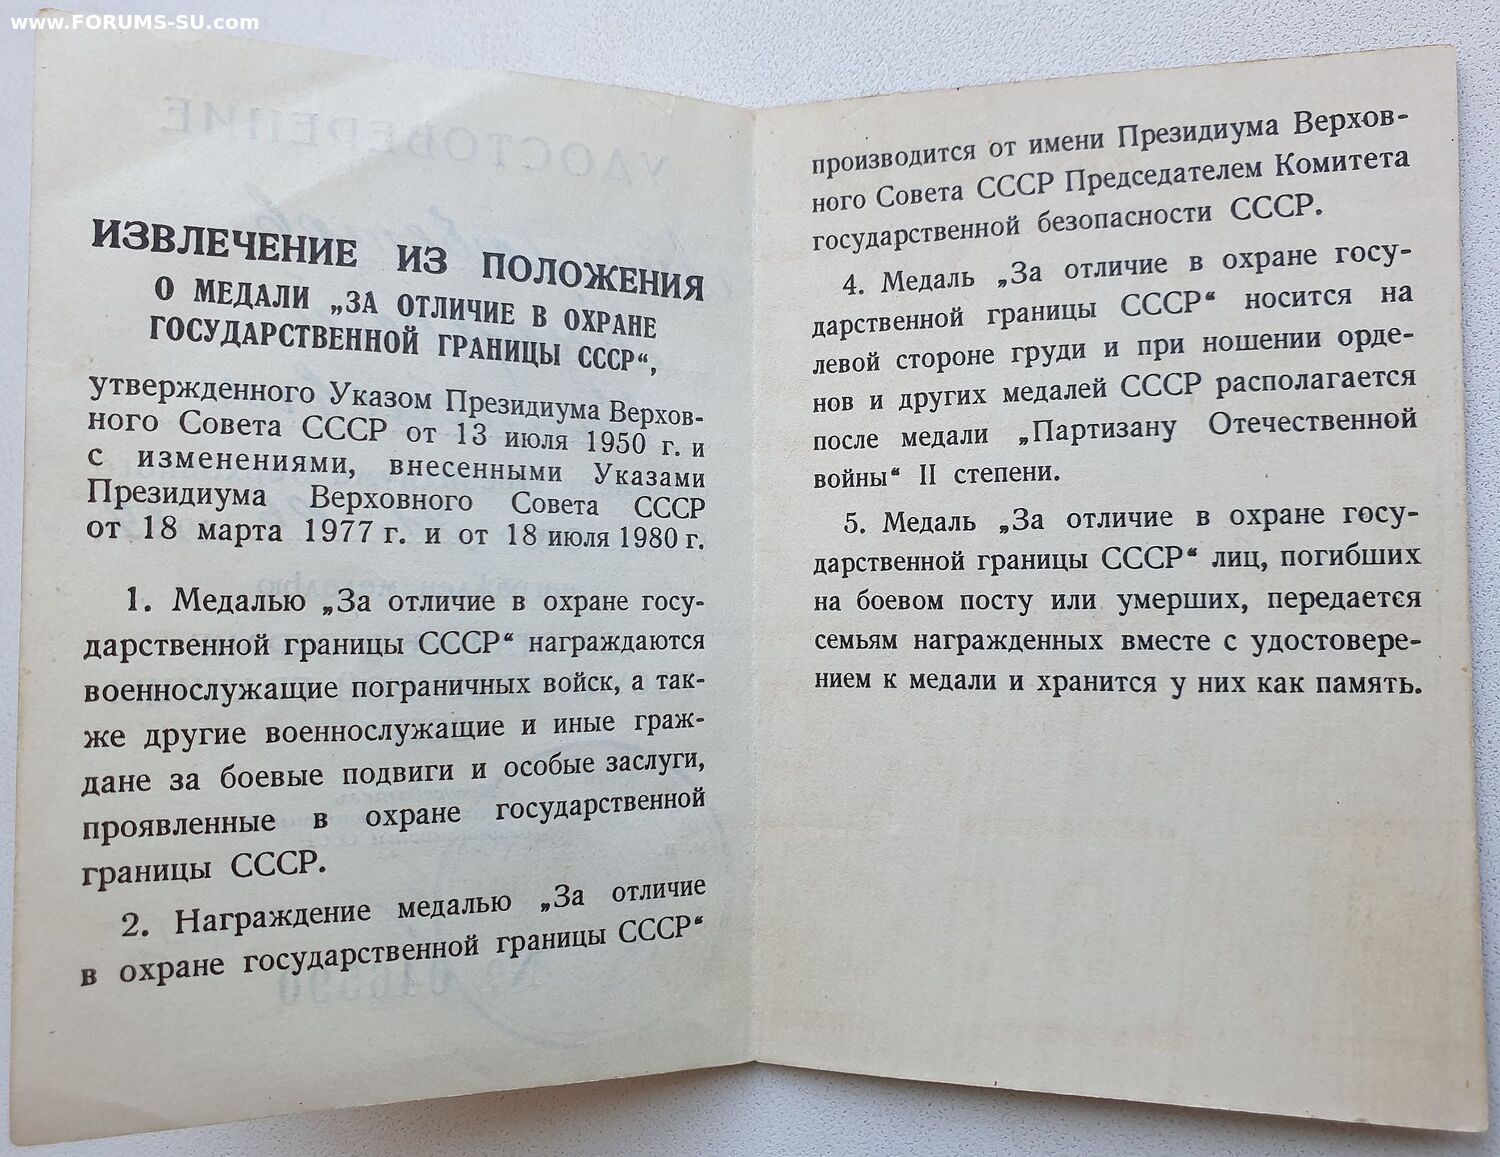 www.FORUMS-SU.com
ИЗВЛЕЧЕНИЕ ИЗ ПОЛОЖЕНИЯ
О МЕДАЛИ „ЗА ОТЛИЧИЕ В ОХРАНЕ
ГОСУДАРСТВЕННОЙ ГРАНИЦЫ СССР“,
утвержденного Указом Президиума Верхов-
ного Совета СССР от 13 июля 1950 г. и
с изменениями, внесенными Указами
Президиума Верховного Совета СССР
от 18 марта 1977 г. и от 18 июля 1980 г.
1. Медалью „За отличие в охране госу-
дарственной границы СССР“ награждаются
военнослужащие пограничных войск, а так-
же другие военнослужащие и иные граж-
дане за боевые подвиги и особые заслуги,
проявленные в охране государственной
границы СССР.
2. Награждение медалью „За отличие
в охране государственной границы СССР“
производится от имени Президиума Верхов-
ного Совета СССР Председателем Комитета
государственной безопасности СССР.
4. Медаль „За отличие в охране госу-
дарственной границы СССР“ носится на
левой стороне груди и при ношении орде-
нов и других медалей СССР располагается
после медали „Партизану Отечественной
войны“ II степени.
5. Медаль „За отличие в охране госу-
дарственной границы СССР“ лиц, погибших
на боевом посту или умерших, передается
семьям награжденных вместе с удостовере-
нием к медали и хранится у них как память.
УДОСТОВЕРЕНИЕ